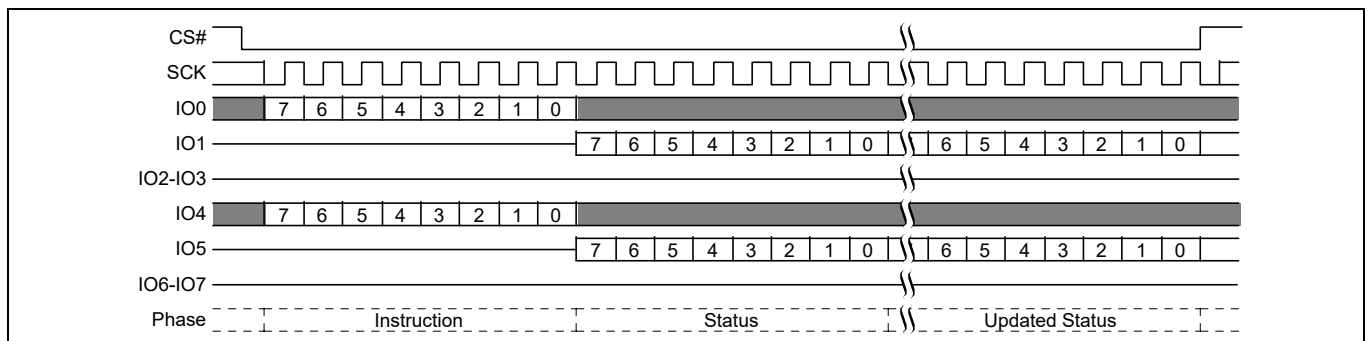 CS#
SCK
IO0 7 6 5 4 3 2 1 0
IO1 7 6 5 4 3 2 1 0 6 5 4 3 2 1 0
IO2-IO3
IO4 7 6 5 4 3 2 1 0
IO5 7 6 5 4 3 2 1 0 6 5 4 3 2 1 0
IO6-IO7
Phase Instruction Status Updated Status